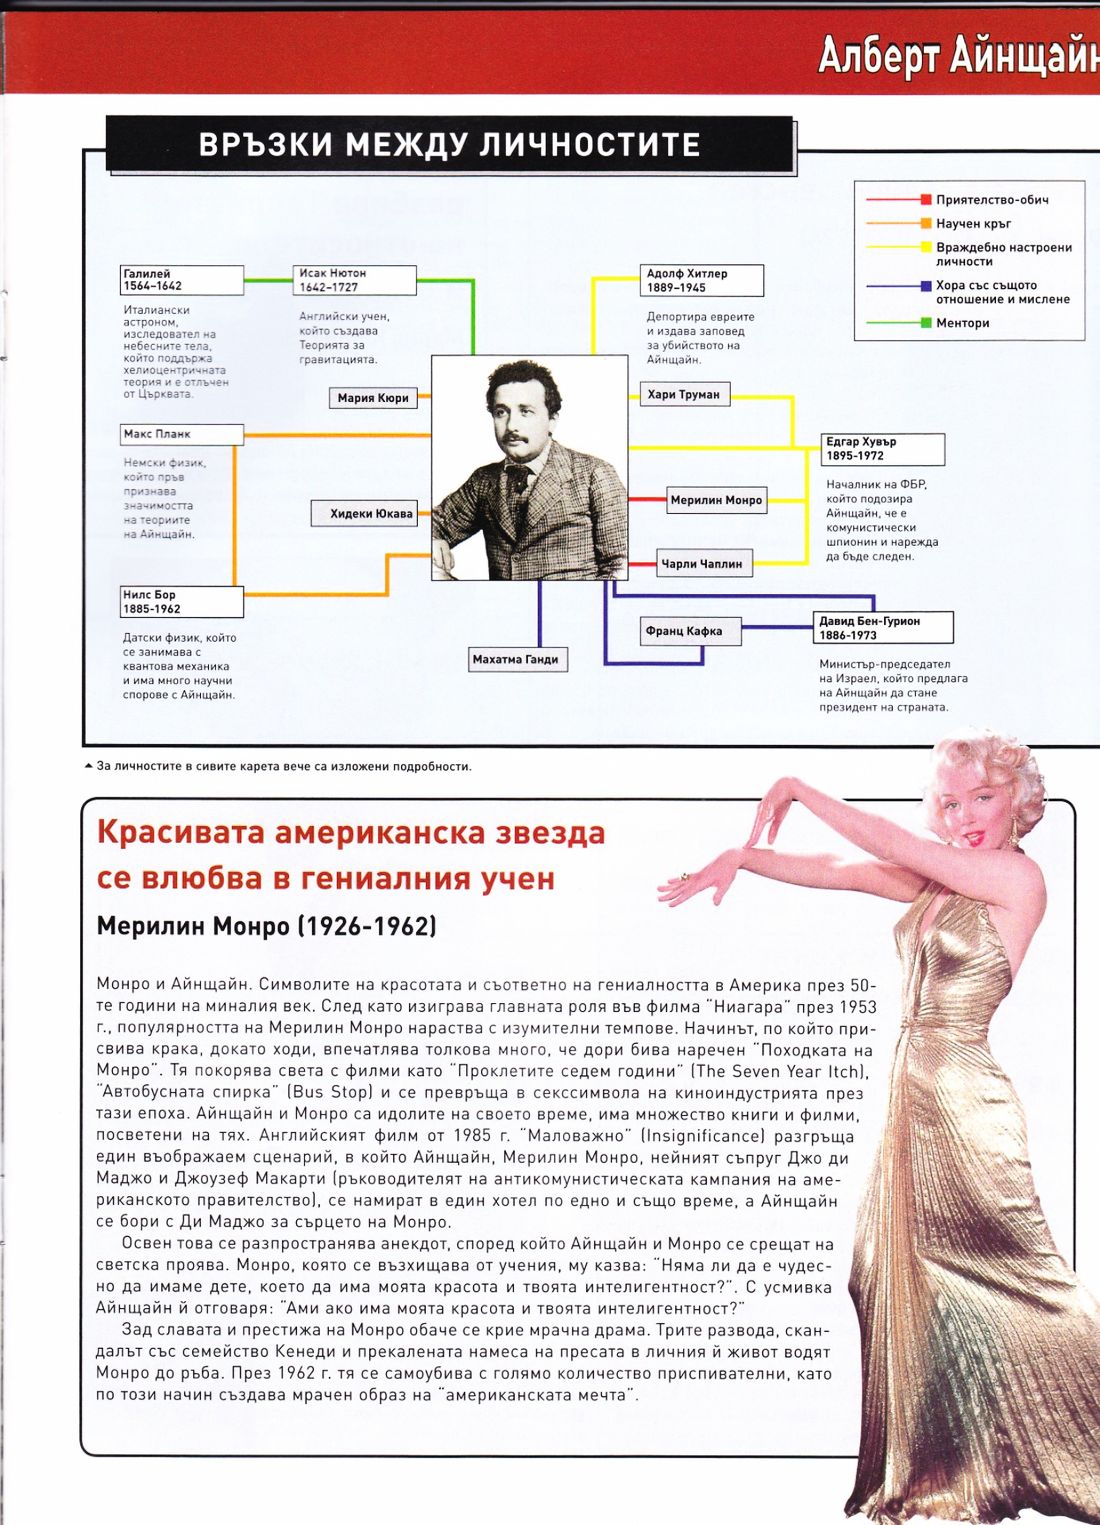 Алберт Айнщайн
ВРЪЗКИ МЕЖДУ ЛИЧНОСТИТЕ
Приятелство-обич
Научен кръг
Враждебно настроени
личности
Хора със същото
отношение и мислене
Ментори
Галилей
1564–1642
Италиански
астроном,
изследовател на
небесните тела,
който поддържа
хелиоцентричната
теория и е отлъчен
от Църквата.
Исак Нютон
1642–1727
Английски учен,
който създава
Теорията за
гравитацията.
Адолф Хитлер
1889–1945
Депортира евреите
и издава заповед
за убийството на
Айнщайн.
Мария Кюри
Хари Труман
Макс Планк
Немски физик,
който пръв
признава
значимостта
на теориите
на Айнщайн.
Едгар Хувър
1895-1972
Началник на ФБР,
който подозира
Айнщайн, че е
комунистически
шпионин и нарежда
да бъде следен.
Мерилин Монро
Хидеки Юкава
Чарли Чаплин
Нилс Бор
1885-1962
Датски физик, който
се занимава с
квантова механика
и има много научни
спорове с Айнщайн.
Махатма Ганди
Франц Кафка
Давид Бен-Гурион
1886-1973
Министър-председател
на Израел, който предлага
на Айнщайн да стане
президент на страната.
За личностите в сивите карета вече са изложени подробности.
Красивата американска звезда
се влюбва в гениалния учен
Мерилин Монро (1926-1962)
Монро и Айнщайн. Символите на красотата и съответно на гениалността в Америка през 50-
те години на миналия век. След като изиграва главната роля във филма "Ниагара" през 1953
г., популярността на Мерилин Монро нараства с изумителни темпове. Начинът, по който при-
свива крака, докато ходи, впечатлява толкова много, че дори бива наречен "Походката на
Монро". Тя покорява света с филми като "Проклетите седем години" (The Seven Year Itch),
"Автобусната спирка" (Bus Stop) и се превръща в секссимвола на киноиндустрията през
тази епоха. Айнщайн и Монро са идолите на своето време, има множество книги и филми,
посветени на тях. Английският филм от 1985 г. "Маловажно" (Insignificance) разгръща
един въображаем сценарий, в който Айнщайн, Мерилин Монро, нейният съпруг Джо ди
Маджо и Джоузеф Макарти (ръководителят на антикомунистическата кампания на аме-
риканското правителство), се намират в един хотел по едно и също време, а Айнщайн
се бори с Ди Маджо за сърцето на Монро.
Освен това се разпространява анекдот, според който Айнщайн и Монро се срещат на
светска проява. Монро, която се възхищава от учения, му казва: "Няма ли да е чудес-
но да имаме дете, което да има моята красота и твоята интелигентност?". С усмивка
Айнщайн й отговаря: "Ами ако има моята красота и твоята интелигентност?"
Зад славата и престижа на Монро обаче се крие мрачна драма. Трите развода, скан-
далът със семейство Кенеди и прекалената намеса на пресата в личния й живот водят
Монро до ръба. През 1962 г. тя се самоубива с голямо количество приспивателни, като
по този начин създава мрачен образ на "американската мечта".